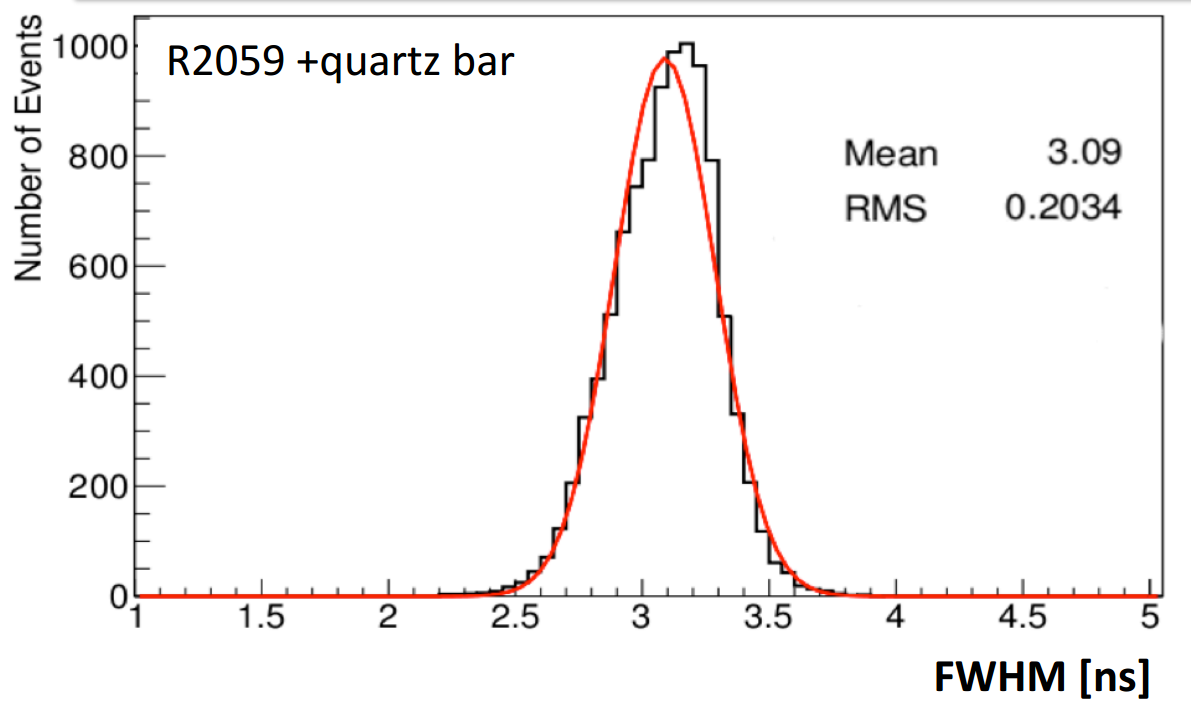 Number of Events
R2059 +quartz bar
Mean 3.09
RMS 0.2034
1000
800
600
400
200
0
1 1.5 2 2.5 3 3.5 4 4.5 5
FWHM [ns]